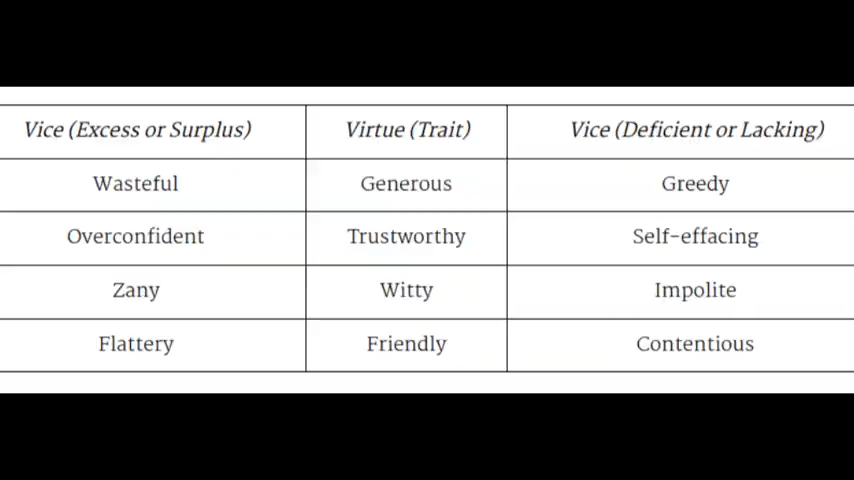 Vice (Excess or Surplus) Virtue (Trait) Vice (Deficient or Lacking)
Wasteful Generous Greedy
Overconfident Trustworthy Self-effacing
Zany Witty Impolite
Flattery Friendly Contentious